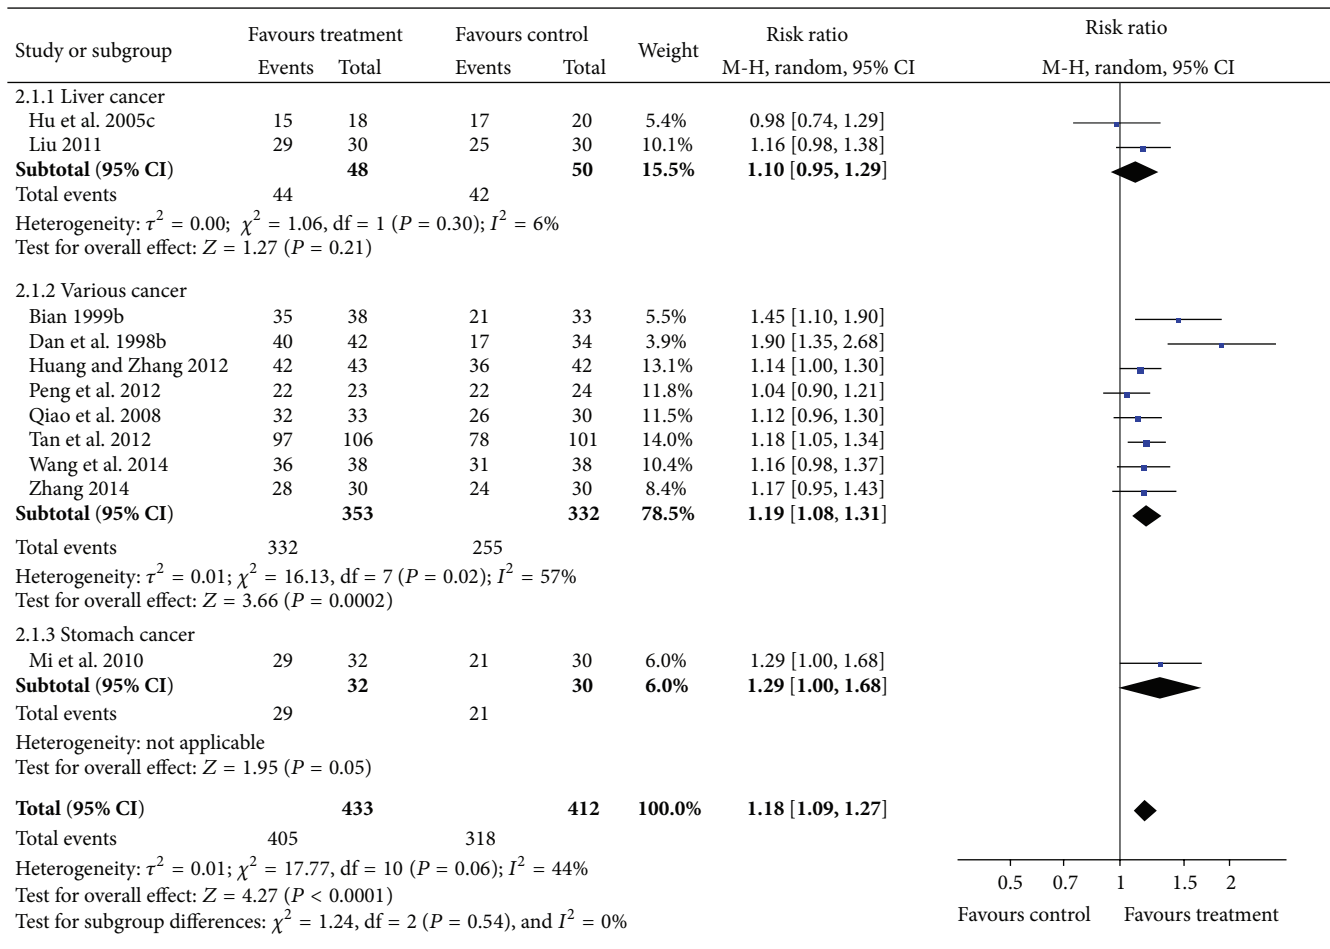 Study or subgroup Favours treatment Favours control Weight Risk ratio Risk ratio
Events Total Events Total M-H, random, 95% CI M-H, random, 95% CI
2.1.1 Liver cancer
Hu et al. 2005c 15 18 17 20 5.4% 0.98 [0.74, 1.29]
Liu 2011 29 30 25 30 10.1% 1.16 [0.98, 1.38]
Subtotal (95% CI) 48 50 15.5% 1.10 [0.95, 1.29]
Total events 44 42
Heterogeneity: τ² = 0.00; χ² = 1.06, df = 1 (P = 0.30); I² = 6%
Test for overall effect: Z = 1.27 (P = 0.21)
2.1.2 Various cancer
Bian 1999b 35 38 21 33 5.5% 1.45 [1.10, 1.90]
Dan et al. 1998b 40 42 17 34 3.9% 1.90 [1.35, 2.68]
Huang and Zhang 2012 42 43 36 42 13.1% 1.14 [1.00, 1.30]
Peng et al. 2012 22 23 22 24 11.8% 1.04 [0.90, 1.21]
Qiao et al. 2008 32 33 26 30 11.5% 1.12 [0.96, 1.30]
Tan et al. 2012 97 106 78 101 14.0% 1.18 [1.05, 1.34]
Wang et al. 2014 36 38 31 38 10.4% 1.16 [0.98, 1.37]
Zhang 2014 28 30 24 30 8.4% 1.17 [0.95, 1.43]
Subtotal (95% CI) 353 332 78.5% 1.19 [1.08, 1.31]
Total events 332 255
Heterogeneity: τ² = 0.01; χ² = 16.13, df = 7 (P = 0.02); I² = 57%
Test for overall effect: Z = 3.66 (P = 0.0002)
2.1.3 Stomach cancer
Mi et al. 2010 29 32 21 30 6.0% 1.29 [1.00, 1.68]
Subtotal (95% CI) 32 30 6.0% 1.29 [1.00, 1.68]
Total events 29 21
Heterogeneity: not applicable
Test for overall effect: Z = 1.95 (P = 0.05)
Total (95% CI) 433 412 100.0% 1.18 [1.09, 1.27]
Total events 405 318
Heterogeneity: τ² = 0.01; χ² = 17.77, df = 10 (P = 0.06); I² = 44%
Test for overall effect: Z = 4.27 (P < 0.0001)
Test for subgroup differences: χ² = 1.24, df = 2 (P = 0.54), and I² = 0%
0.5 0.7 1 1.5 2
Favours control Favours treatment